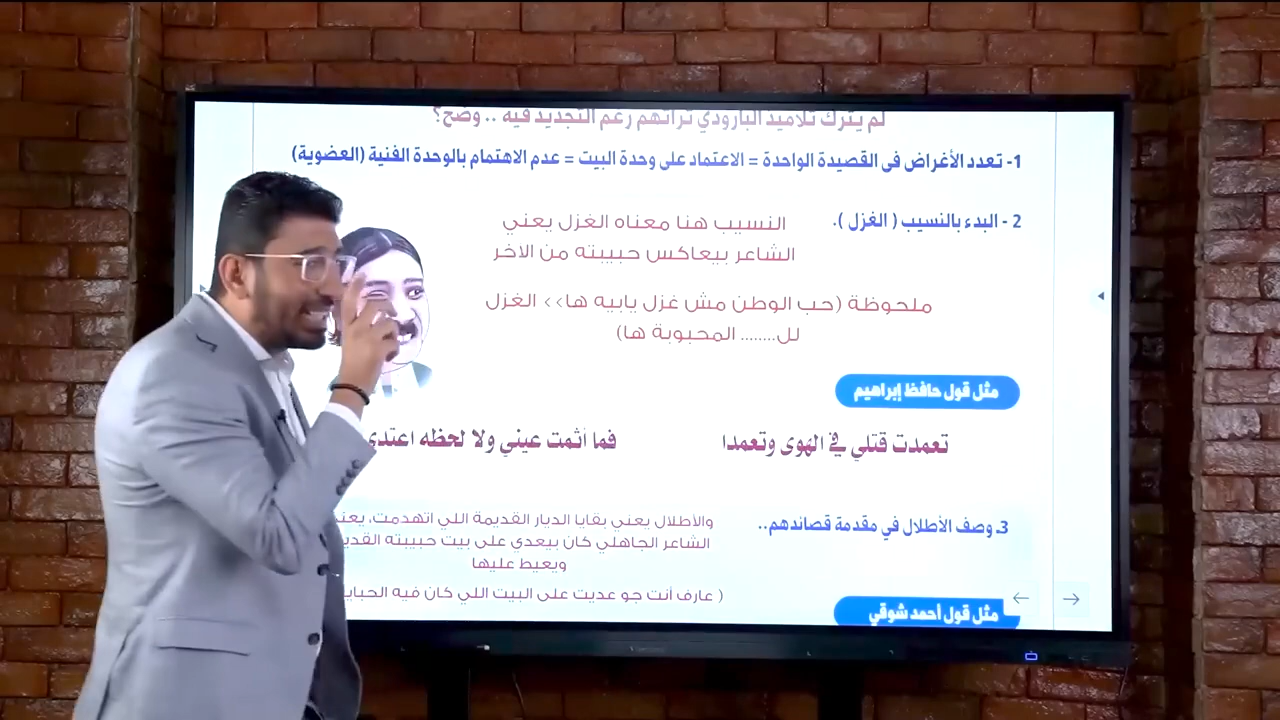 لم يترك تلاميذ البارودي تراثهم رغم التجديد فيه .. وضح؟
1- تعدد الأغراض في القصيدة الواحدة = الاعتماد على وحدة البيت = عدم الاهتمام بالوحدة الفنية (العضوية)
2 - البدء بالنسيب ( الغزل ).
النسيب هنا معناه الغزل يعني
الشاعر بيعاكس حبيبته من الاخر
ملحوظة (حب الوطن مش غزل يابيه ها>> الغزل
لل........ المحبوبة ها)
مثل قول حافظ إبراهيم
تعمدت قتلي في الهوى وتعمدا فما أثمت عيني ولا لحظه اعتدى
3. وصف الأطلال في مقدمة قصائدهم..
والأطلال يعني بقايا الديار القديمة اللي اتهدمت،
الشاعر الجاهلي كان بيعدي على بيت حبيبته
ويعيط عليها
( عارف أنت جو عديت على البيت اللي كان فيه
مثل قول أحمد شوقي